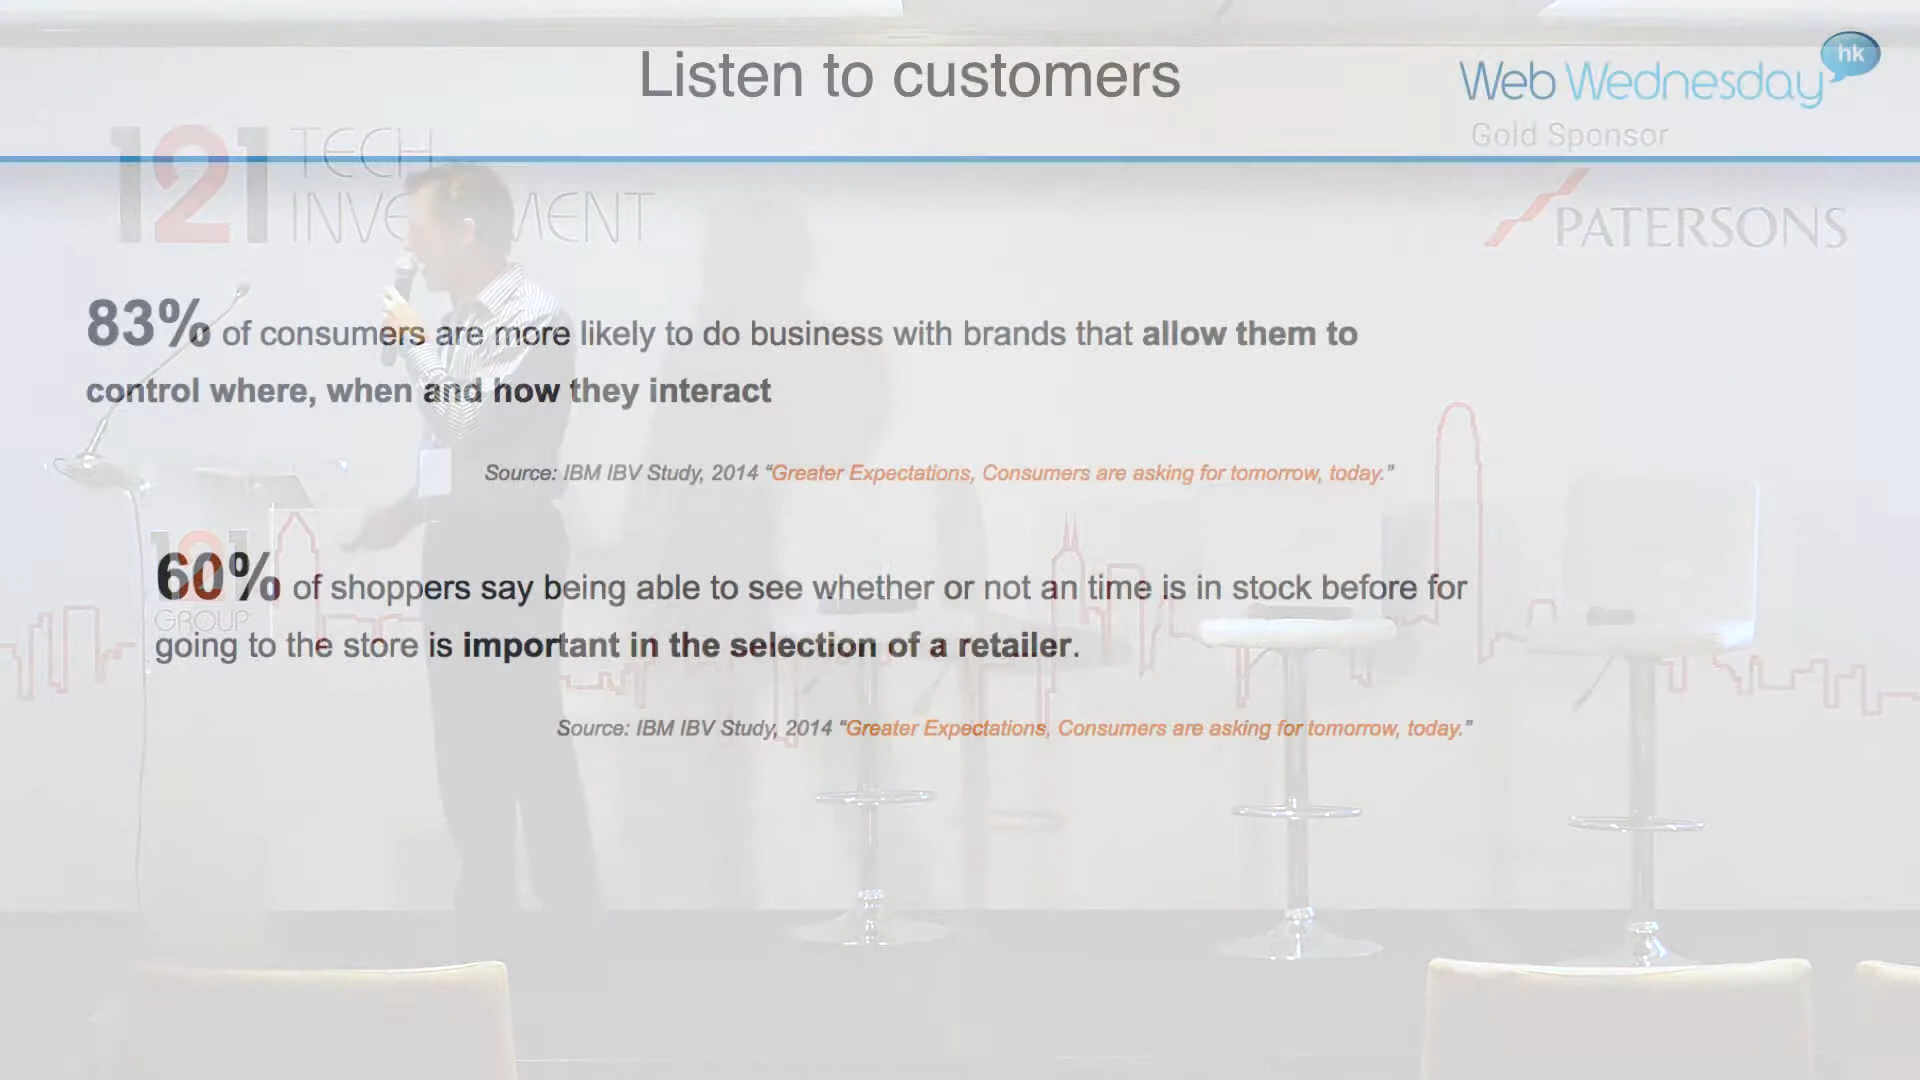 Listen to customers
Web Wednesday hk
Gold Sponsor
121 TECH
INVE MENT
PATERSONS
83% of consumers are more likely to do business with brands that allow them to
control where, when and how they interact
Source: IBM IBV Study, 2014 “Greater Expectations, Consumers are asking for tomorrow, today.”
121
60% of shoppers say being able to see whether or not an time is in stock before for
GROUP
going to the store is important in the selection of a retailer.
Source: IBM IBV Study, 2014 “Greater Expectations, Consumers are asking for tomorrow, today.”